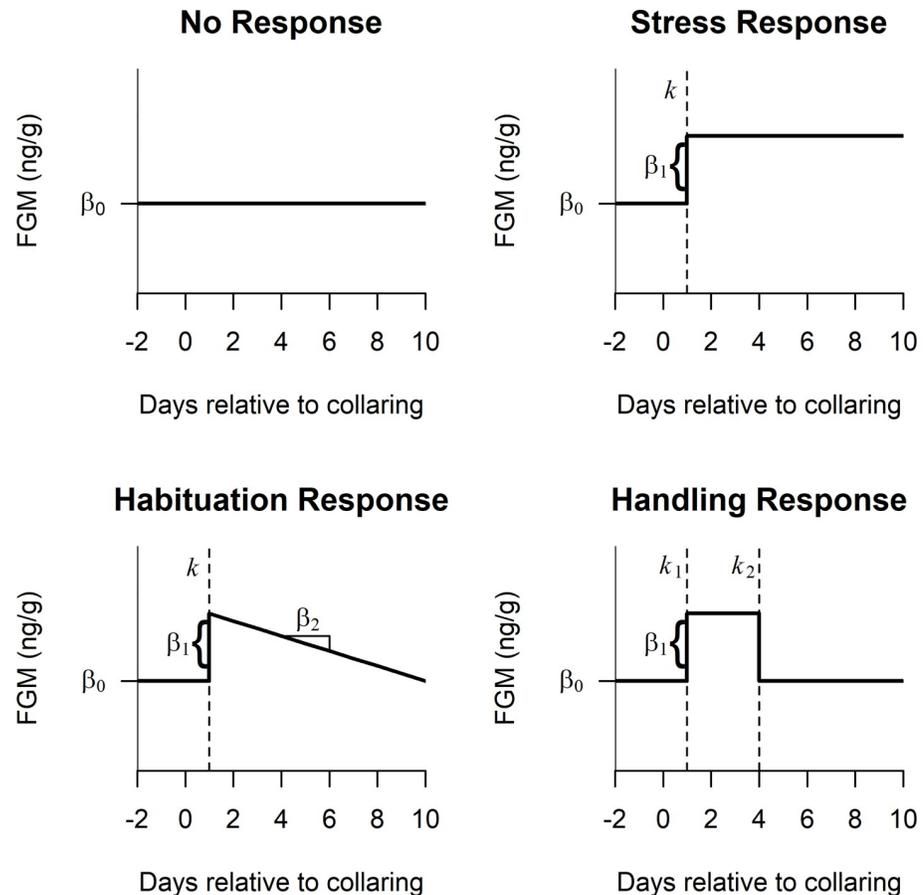 No Response
Stress Response
FGM (ng/g)
β₀
-2 0 2 4 6 8 10
Days relative to collaring
FGM (ng/g)
k
β₁
β₀
-2 0 2 4 6 8 10
Days relative to collaring
Habituation Response
Handling Response
FGM (ng/g)
k
β₂
β₁
β₀
-2 0 2 4 6 8 10
Days relative to collaring
FGM (ng/g)
k₁ k₂
β₁
β₀
-2 0 2 4 6 8 10
Days relative to collaring